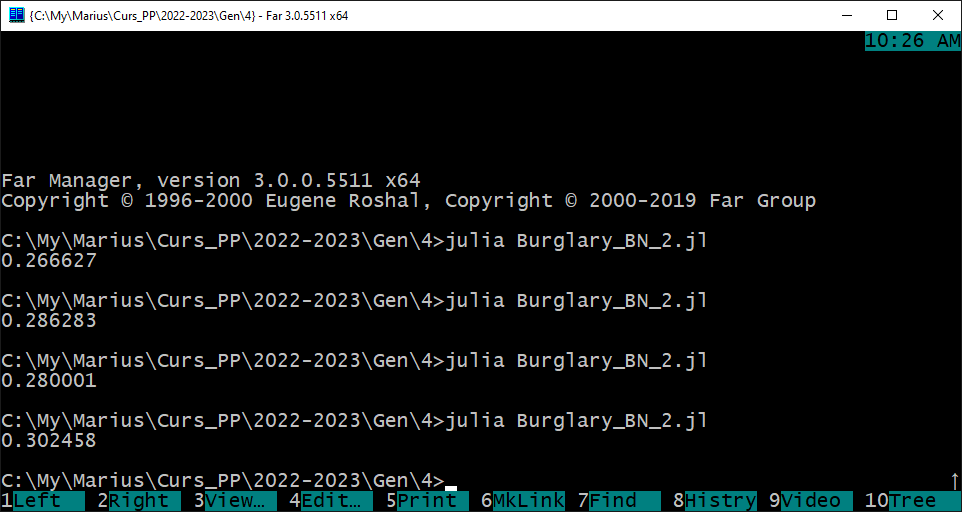 {C:\My\Marius\Curs_PP\2022-2023\Gen\4} - Far 3.0.5511 x64
10:26 AM
Far Manager, version 3.0.0.5511 x64
Copyright © 1996-2000 Eugene Roshal, Copyright © 2000-2019 Far Group
C:\My\Marius\Curs_PP\2022-2023\Gen\4>julia Burglary_BN_2.jl
0.266627
C:\My\Marius\Curs_PP\2022-2023\Gen\4>julia Burglary_BN_2.jl
0.286283
C:\My\Marius\Curs_PP\2022-2023\Gen\4>julia Burglary_BN_2.jl
0.280001
C:\My\Marius\Curs_PP\2022-2023\Gen\4>julia Burglary_BN_2.jl
0.302458
C:\My\Marius\Curs_PP\2022-2023\Gen\4>
1Left 2Right 3View… 4Edit… 5Print 6MkLink 7Find 8Histry 9Video 10Tree